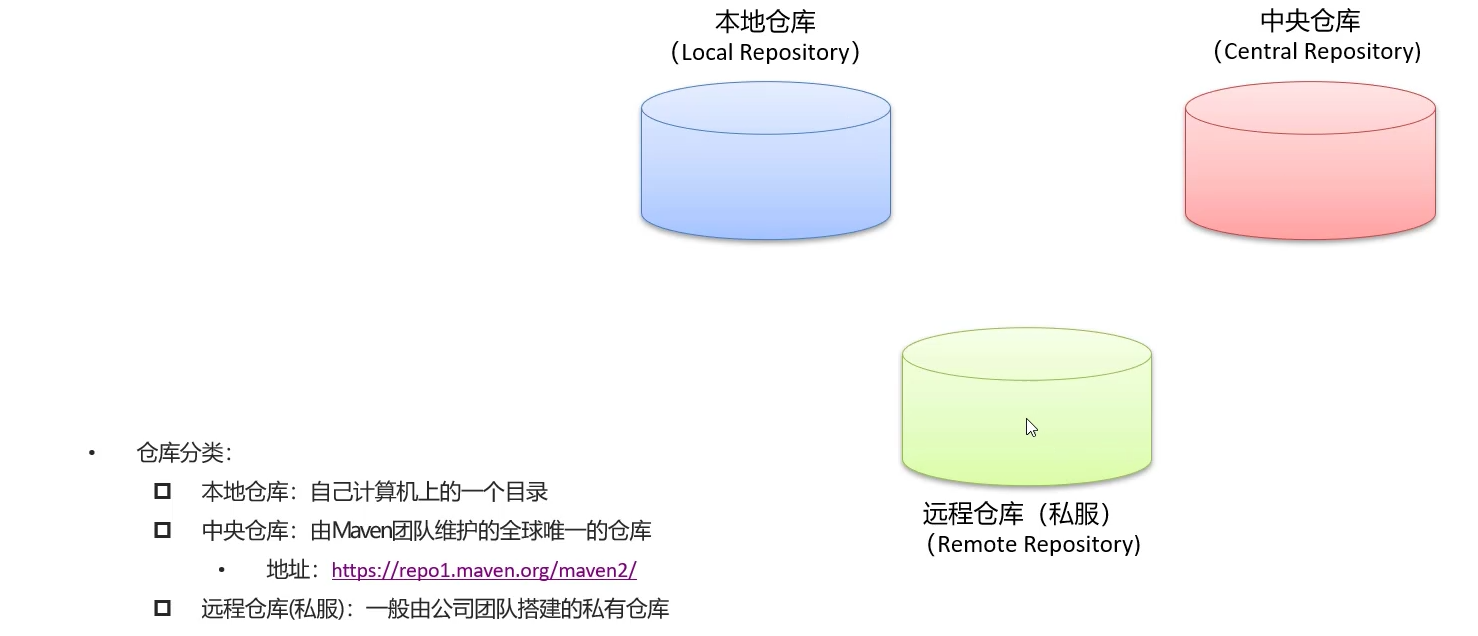 本地仓库
（Local Repository）
中央仓库
（Central Repository)
远程仓库（私服）
（Remote Repository)
• 仓库分类：
本地仓库：自己计算机上的一个目录
中央仓库：由Maven团队维护的全球唯一的仓库
• 地址：https://repo1.maven.org/maven2/
远程仓库(私服)：一般由公司团队搭建的私有仓库